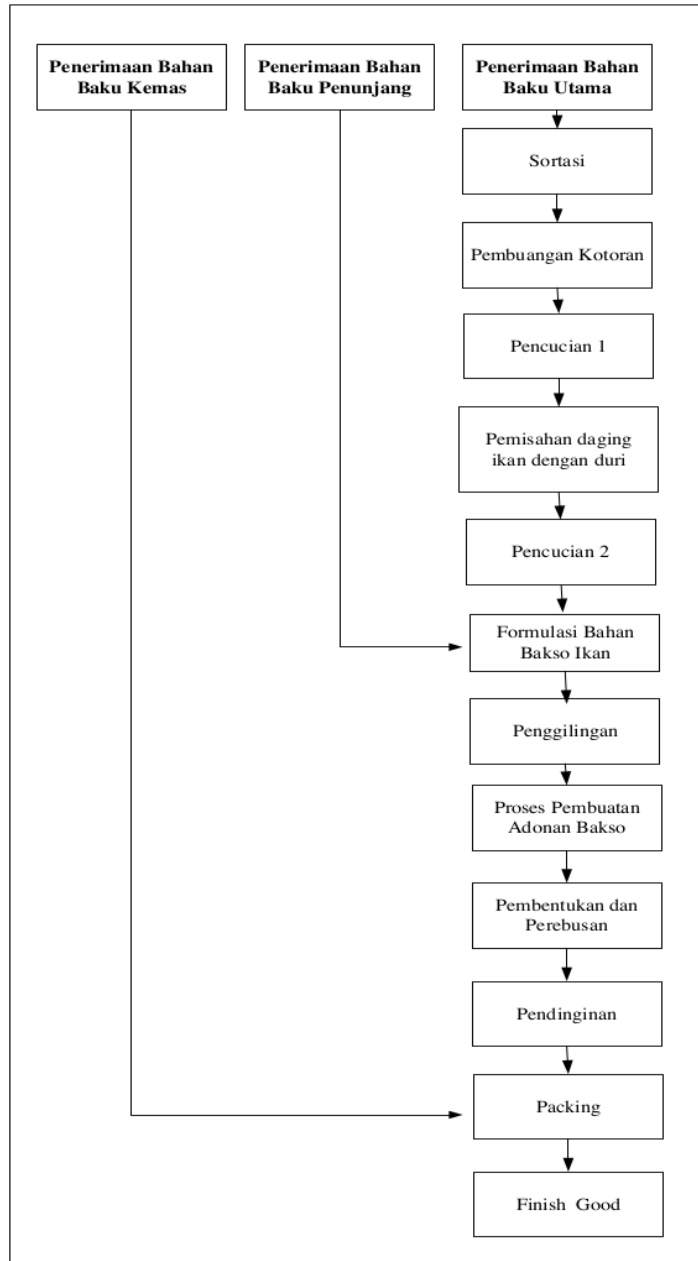 Penerimaan Bahan
Baku Kemas
Penerimaan Bahan
Baku Penunjang
Penerimaan Bahan
Baku Utama
Sortasi
Pembuangan Kotoran
Pencucian 1
Pemisahan daging
ikan dengan duri
Pencucian 2
Formulasi Bahan
Bakso Ikan
Penggilingan
Proses Pembuatan
Adonan Bakso
Pembentukan dan
Perebusan
Pendinginan
Packing
Finish Good